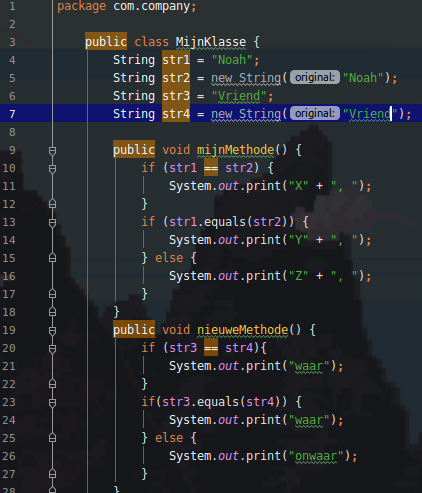 1 package com.company;
2
3 public class MijnKlasse {
4 String str1 = "Noah";
5 String str2 = new String( original: "Noah");
6 String str3 = "Vriend";
7 String str4 = new String( original: "Vriend");
8
9 public void mijnMethode() {
10 if (str1 == str2) {
11 System.out.print("X" + ", ");
12 }
13 if (str1.equals(str2)) {
14 System.out.print("Y" + ", ");
15 } else {
16 System.out.print("Z" + ", ");
17 }
18 }
19 public void nieuweMethode() {
20 if (str3 == str4){
21 System.out.print("waar");
22 }
23 if(str3.equals(str4)) {
24 System.out.print("waar");
25 } else {
26 System.out.print("onwaar");
27 }
28 }